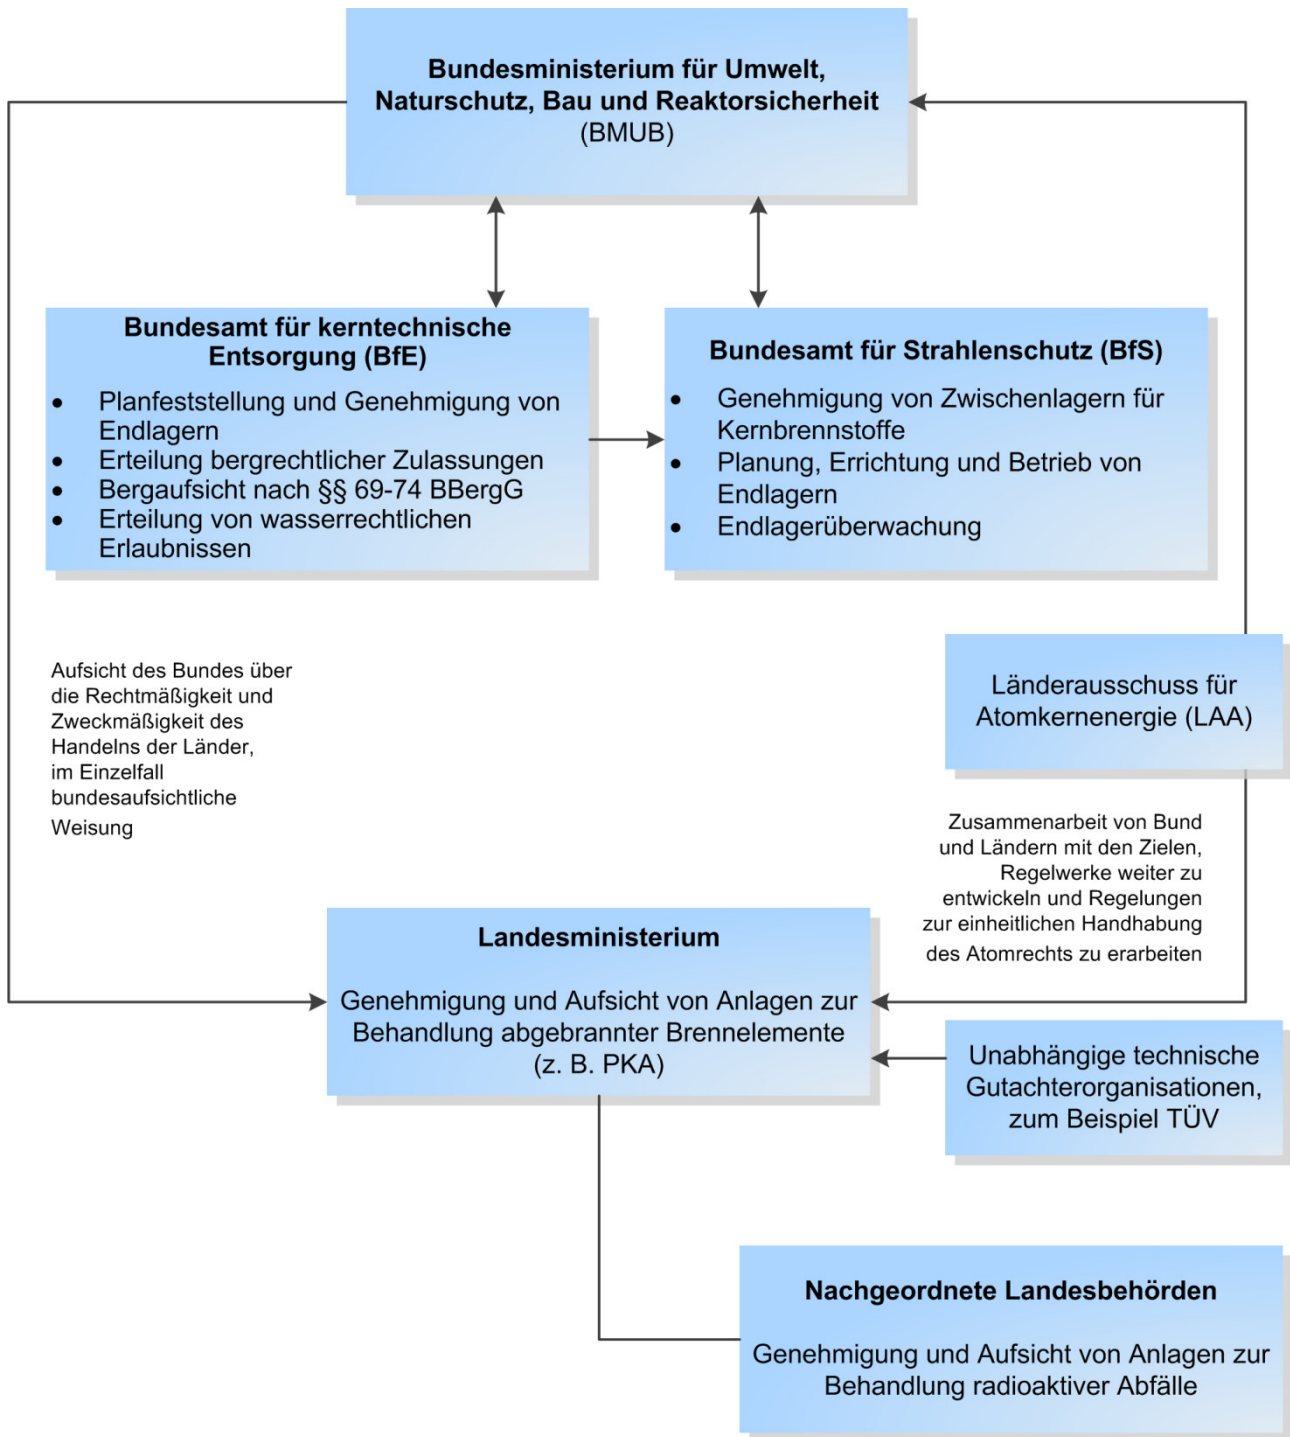 Bundesministerium für Umwelt,
Naturschutz, Bau und Reaktorsicherheit
(BMUB)
Bundesamt für kerntechnische
Entsorgung (BfE)
• Planfeststellung und Genehmigung von
Endlagern
• Erteilung bergrechtlicher Zulassungen
• Bergaufsicht nach §§ 69-74 BBergG
• Erteilung von wasserrechtlichen
Erlaubnissen
Bundesamt für Strahlenschutz (BfS)
• Genehmigung von Zwischenlagern für
Kernbrennstoffe
• Planung, Errichtung und Betrieb von
Endlagern
• Endlagerüberwachung
Aufsicht des Bundes über
die Rechtmäßigkeit und
Zweckmäßigkeit des
Handelns der Länder,
im Einzelfall
bundesaufsichtliche
Weisung
Länderausschuss für
Atomkernenergie (LAA)
Zusammenarbeit von Bund
und Ländern mit den Zielen,
Regelwerke weiter zu
entwickeln und Regelungen
zur einheitlichen Handhabung
des Atomrechts zu erarbeiten
Landesministerium
Genehmigung und Aufsicht von Anlagen zur
Behandlung abgebrannter Brennelemente
(z. B. PKA)
Unabhängige technische
Gutachterorganisationen,
zum Beispiel TÜV
Nachgeordnete Landesbehörden
Genehmigung und Aufsicht von Anlagen zur
Behandlung radioaktiver Abfälle